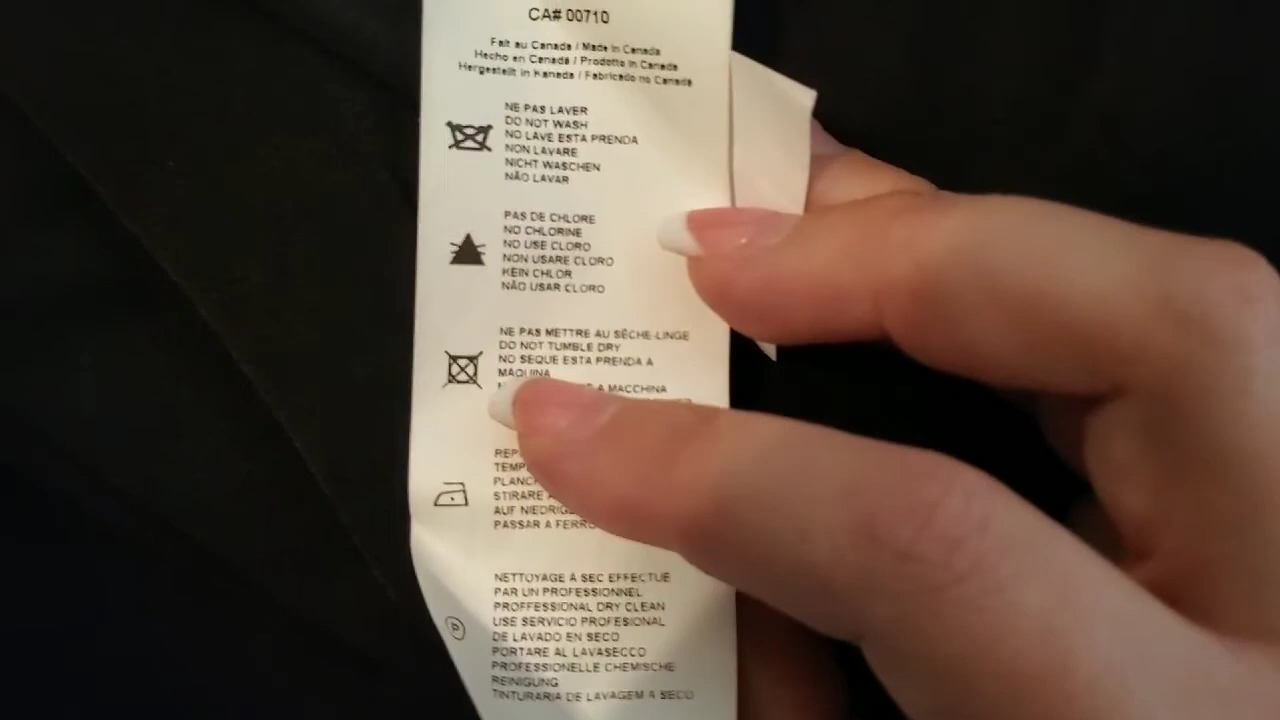 CA# 00710
Fait au Canada / Made in Canada
Hecho en Canadá / Prodotto in Canada
Hergestellt in Kanada / Fabricado no Canadá
NE PAS LAVER
DO NOT WASH
NO LAVE ESTA PRENDA
NON LAVARE
NICHT WASCHEN
NÃO LAVAR
PAS DE CHLORE
NO CHLORINE
NO USE CLORO
NON USARE CLORO
KEIN CHLOR
NÃO USAR CLORO
NE PAS METTRE AU SÈCHE-LINGE
DO NOT TUMBLE DRY
NO SEQUE ESTA PRENDA A
MÁQUINA
A MACCHINA
STIRARE
AUF
PASSAR A FERRO
P
NETTOYAGE À SEC EFFECTUÉ
PAR UN PROFESSIONNEL
PROFFESSIONAL DRY CLEAN
USE SERVICIO PROFESIONAL
DE LAVADO EN SECO
PORTARE AL LAVASECCO
PROFESSIONELLE CHEMISCHE
REINIGUNG
TINTURARIA DE LAVAGEM A SECO